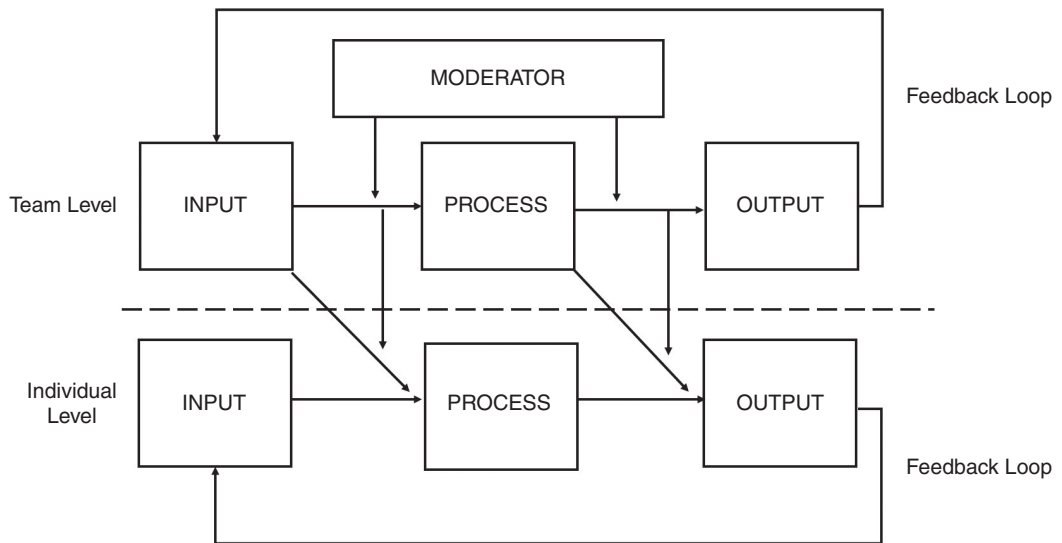 MODERATOR
Feedback Loop
Team Level
INPUT
PROCESS
OUTPUT
Individual
Level
INPUT
PROCESS
OUTPUT
Feedback Loop